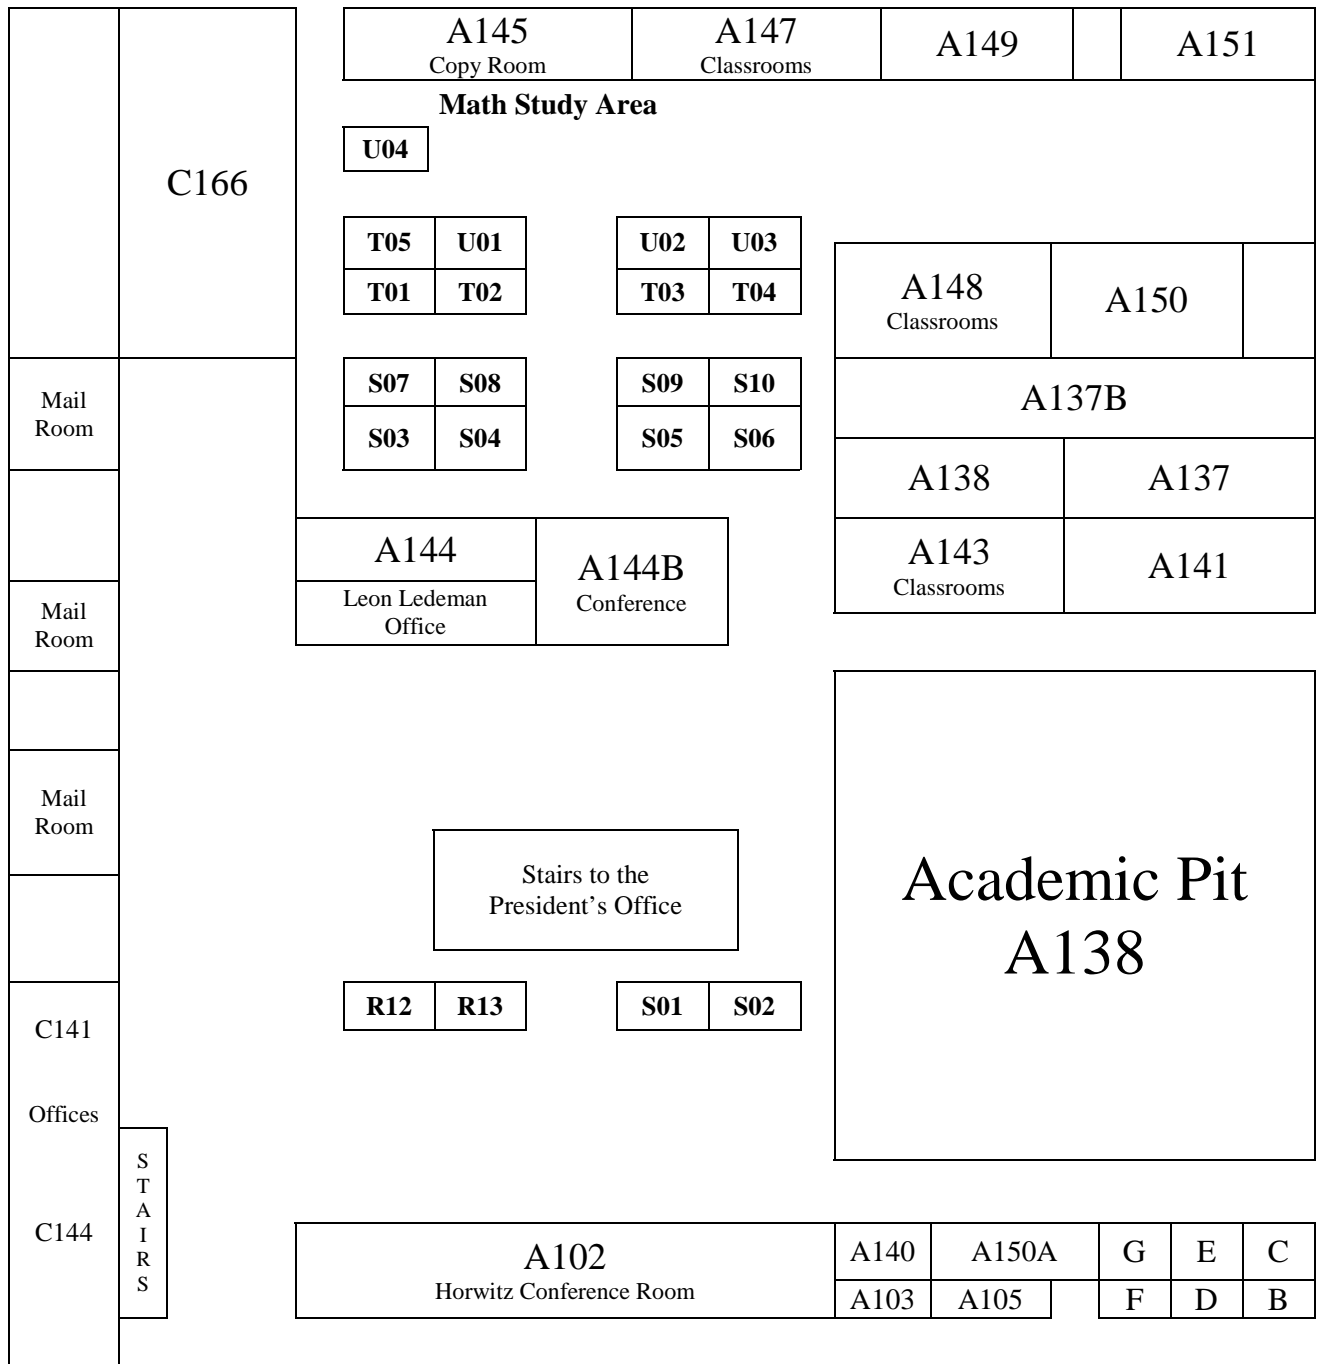 A145
Copy Room
A147
Classrooms
A149
A151
Math Study Area
U04
C166
T05 U01 U02 U03
T01 T02 T03 T04
A148
Classrooms
A150
Mail
Room
S07 S08 S09 S10
S03 S04 S05 S06
A137B
A138 A137
A144
Leon Ledeman
Office
A144B
Conference
A143
Classrooms
A141
Mail
Room
Mail
Room
Stairs to the
President’s Office
Academic Pit
A138
R12 R13 S01 S02
C141
Offices
C144
S
T
A
I
R
S
A102
Horwitz Conference Room
A140 A150A G E C
A103 A105 F D B